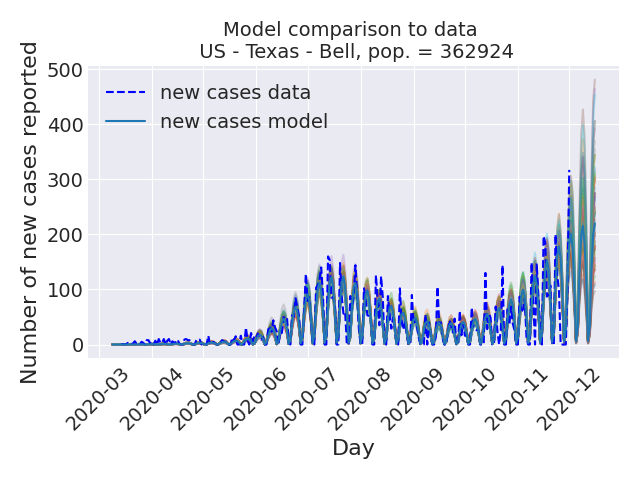 Model comparison to data
US - Texas - Bell, pop. = 362924
Number of new cases reported
500
400
300
200
100
0
new cases data
new cases model
2020-03
2020-04
2020-05
2020-06
2020-07
2020-08
2020-09
2020-10
2020-11
2020-12
Day